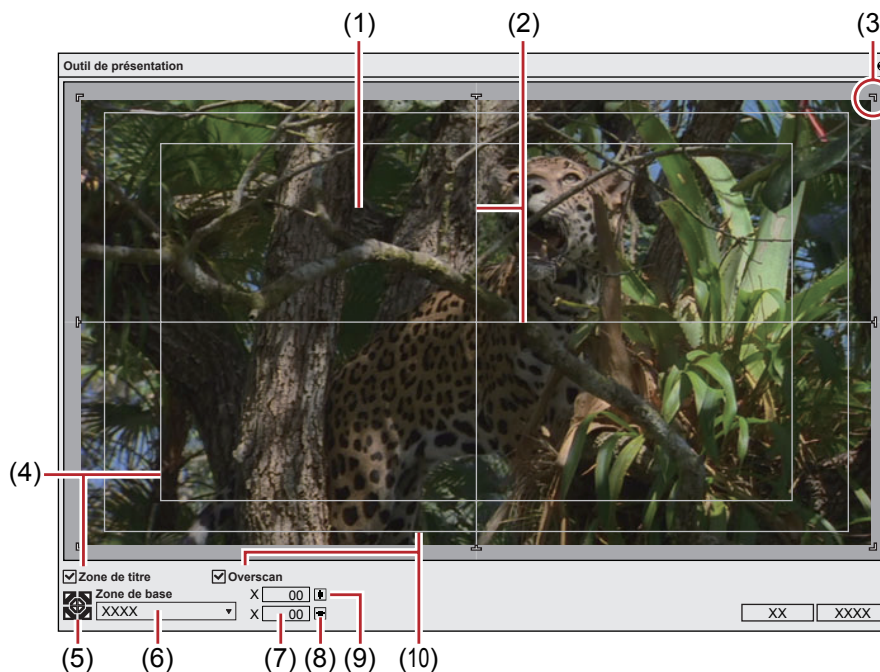 (1) (2) (3
Outil de présentation
(4)
Zone de titre Overscan
Zone de base X 00
XXXX X 00 XX XXXX
(5) (6) (7) (8) (9) (10)